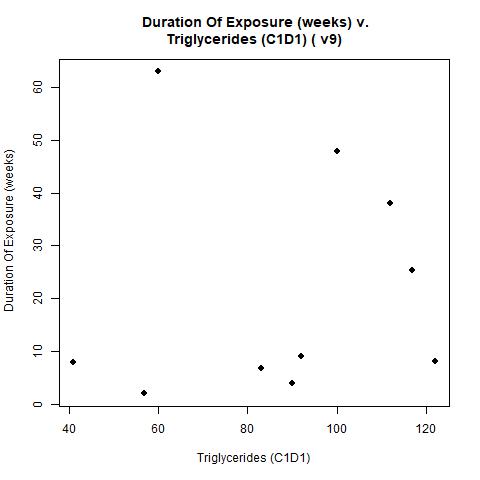 Duration Of Exposure (weeks) v.
Triglycerides (C1D1) ( v9)
Duration Of Exposure (weeks)
60
50
40
30
20
10
0
40 60 80 100 120
Triglycerides (C1D1)